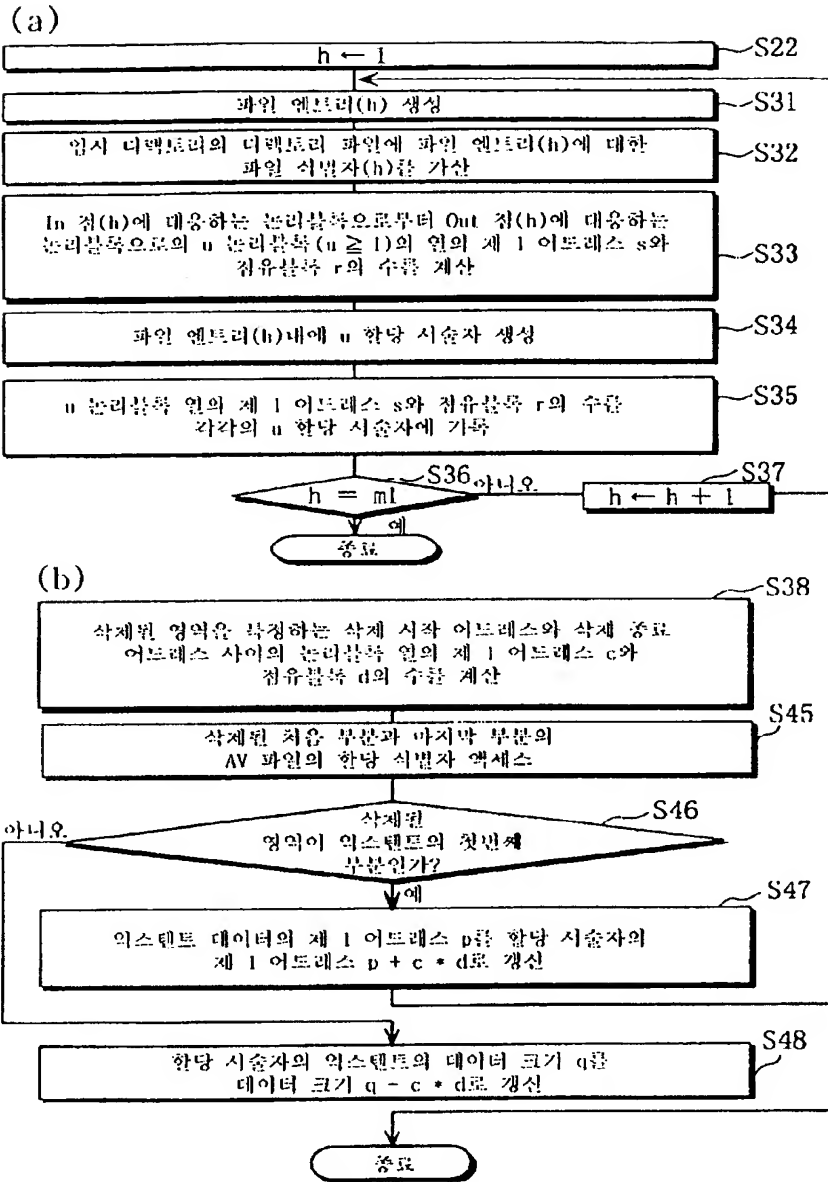 (a)
h ← 1
S22
파일 엔트리(h) 생성
S31
임시 디렉토리의 디렉토리 파일에 파일 엔트리(h)에 대한
파일 식별자(h)를 가산
S32
In 점(h)에 대응하는 논리블록으로부터 Out 점(h)에 대응하는
논리블록으로의 u 논리블록(u ≧ 1)의 열의 제 1 어드레스 s와
점유블록 r의 수를 계산
S33
파일 엔트리(h)내에 u 할당 시술자 생성
S34
u 논리블록 열의 제 1 어드레스 s와 점유블록 r의 수를
각각의 u 할당 시술자에 기록
S35
h = m1
S36
아니오
h ← h + 1
S37
예
종료
(b)
S38
삭제된 영역을 특정하는 삭제 시작 어드레스와 삭제 종료
어드레스 사이의 논리블록 열의 제 1 어드레스 c와
점유블록 d의 수를 계산
S45
삭제된 처음 부분과 마지막 부분의
AV 파일의 할당 식별자 액세스
S46
삭제된
영역이 익스텐트의 첫번째
부분인가?
아니오
예
S47
익스텐트 데이터의 제 1 어드레스 p를 할당 시술자의
제 1 어드레스 p + c * d로 갱신
S48
한당 시술자의 익스텐트의 데이터 크기 q를
데이터 크기 q - c * d로 갱신
종료